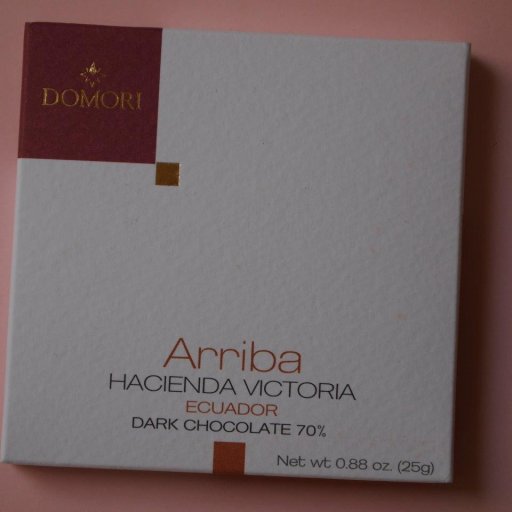 DOMORI
Arriba
HACIENDA VICTORIA
ECUADOR
DARK CHOCOLATE 70%
Net wt 0.88 oz. (25g)